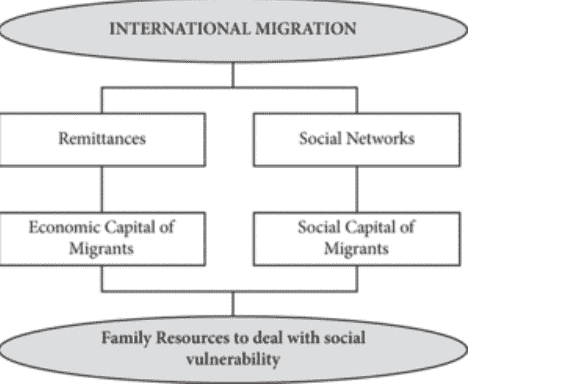 INTERNATIONAL MIGRATION
Remittances
Social Networks
Economic Capital of
Migrants
Social Capital of
Migrants
Family Resources to deal with social
vulnerability